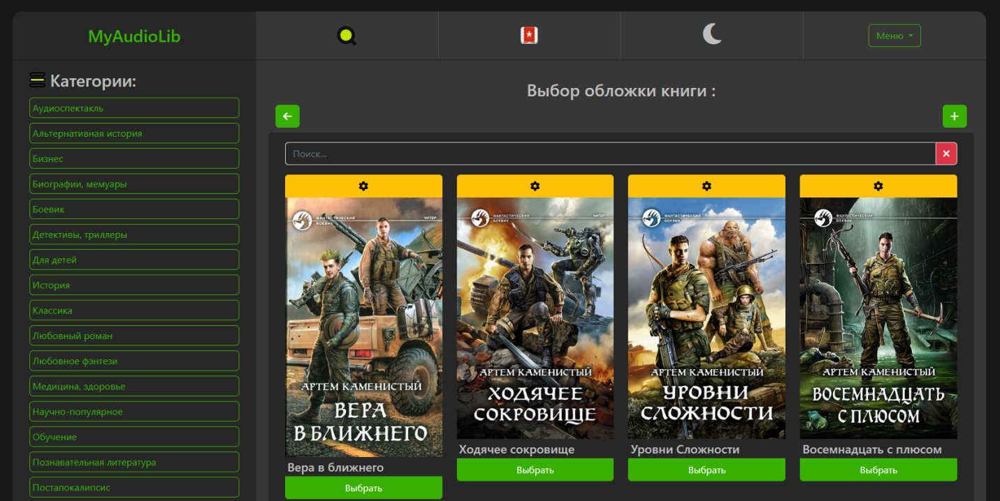 MyAudioLib
Меню
Категории:
Аудиоспектакль
Альтернативная история
Бизнес
Биографии, мемуары
Боевик
Детективы, триллеры
Для детей
История
Классика
Любовный роман
Любовное фэнтези
Медицина, здоровье
Научно-популярное
Обучение
Познавательная литература
Постапокалипсис
Выбор обложки книги :
Поиск...
ФАНТАСТИЧЕСКИЙ
БОЕВИК
ЧИТЕР
АРТЕМ КАМЕНИСТЫЙ
ВЕРА
В БЛИЖНЕГО
Вера в ближнего
Выбрать
ФАНТАСТИЧЕСКИЙ
БОЕВИК
ЧИТЕР
АРТЕМ КАМЕНИСТЫЙ
ХОДЯЧЕЕ
СОКРОВИЩЕ
Ходячее сокровище
Выбрать
ФАНТАСТИЧЕСКИЙ
БОЕВИК
АРТЕМ КАМЕНИСТЫЙ
УРОВНИ
СЛОЖНОСТИ
Уровни Сложности
Выбрать
ФАНТАСТИЧЕСКИЙ
БОЕВИК
АРТЕМ КАМЕНИСТЫЙ
ВОСЕМНАДЦАТЬ
С ПЛЮСОМ
Восемнадцать с плюсом
Выбрать